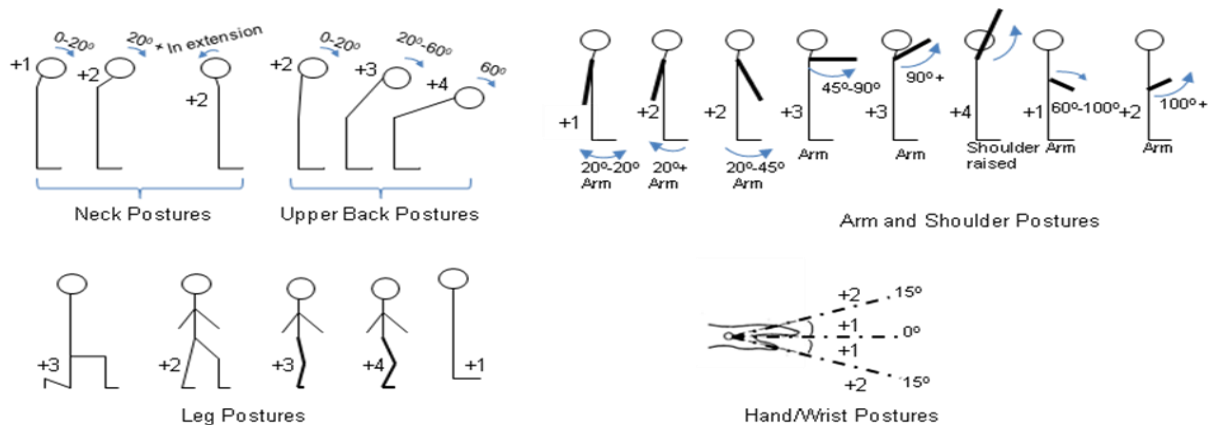 0-20º
20º +
In extension
+1
+2
+2
Neck Postures
0-20º
20º-60º
60º
+2
+3
+4
Upper Back Postures
+1
+2
+2
+3
+3
+4
+1
+2
45º-90º
90º+
60º-100º
100º+
20º-20º
Arm
20º+
Arm
20º-45º
Arm
Arm
Arm
Shoulder
raised
Arm
Arm
Arm and Shoulder Postures
+3
+2
+3
+4
+1
Leg Postures
+2
15º
+1
0º
+1
+2
15º
Hand/Wrist Postures